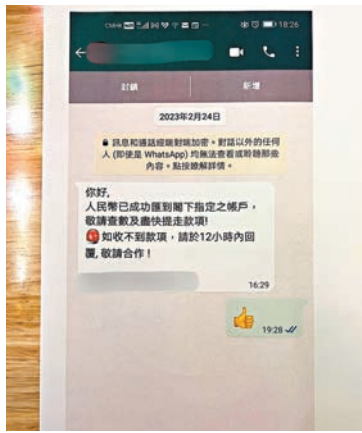 18:26
封鎖 新增
2023年2月24日
訊息和通話經端對端加密。對話以外的任何
人 (即使是 WhatsApp) 均無法查看或聆聽那些
內容。點按瞭解詳情。
你好,
人民幣已成功匯到閣下指定之帳戶，
敬請查數及盡快提走款項!
如收不到款項，請於12小時內回
覆, 敬請合作！
16:29
19:28